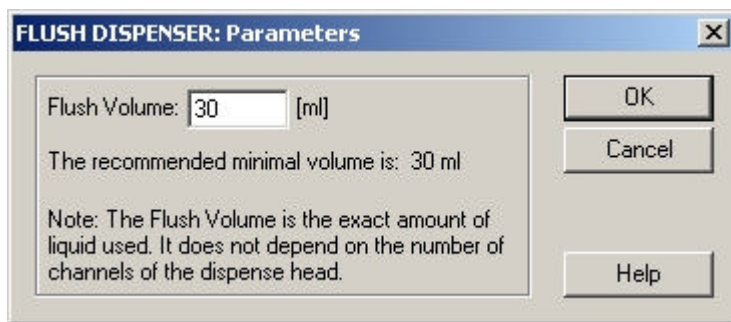 FLUSH DISPENSER: Parameters
Flush Volume: 30 [ml]
OK
The recommended minimal volume is: 30 ml
Cancel
Note: The Flush Volume is the exact amount of
liquid used. It does not depend on the number of
channels of the dispense head.
Help